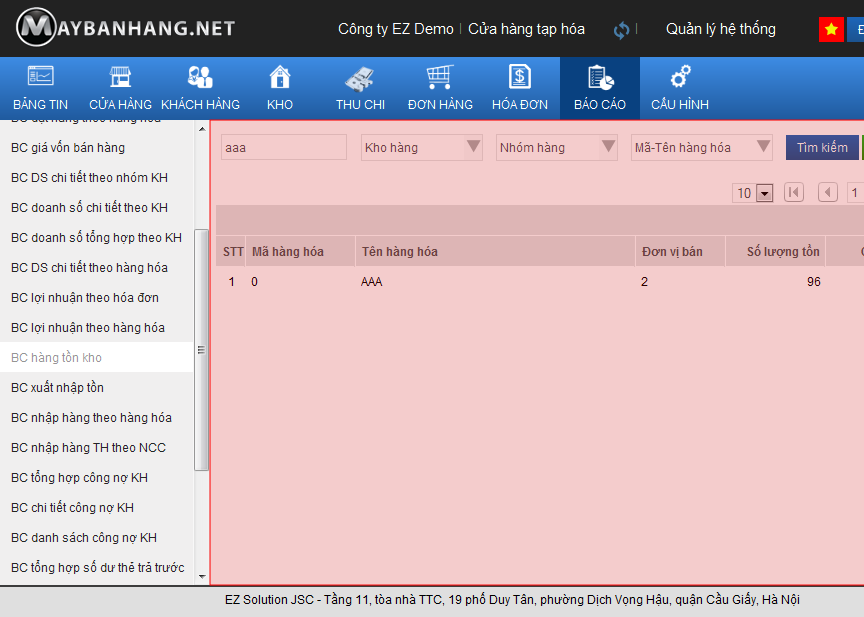 MAYBANHANG.NET
Công ty EZ Demo | Cửa hàng tạp hóa | Quản lý hệ thống
BẢNG TIN CỬA HÀNG KHÁCH HÀNG KHO THU CHI ĐƠN HÀNG HÓA ĐƠN BÁO CÁO CẤU HÌNH
BC giá vốn bán hàng
BC DS chi tiết theo nhóm KH
BC doanh số chi tiết theo KH
BC doanh số tổng hợp theo KH
BC DS chi tiết theo hàng hóa
BC lợi nhuận theo hóa đơn
BC lợi nhuận theo hàng hóa
BC hàng tồn kho
BC xuất nhập tồn
BC nhập hàng theo hàng hóa
BC nhập hàng TH theo NCC
BC tổng hợp công nợ KH
BC chi tiết công nợ KH
BC danh sách công nợ KH
BC tổng hợp số dư thẻ trả trước
aaa Kho hàng Nhóm hàng Mã-Tên hàng hóa Tìm kiếm
10 1
STT Mã hàng hóa Tên hàng hóa Đơn vị bán Số lượng tồn
1 0 AAA 2 96
EZ Solution JSC - Tầng 11, tòa nhà TTC, 19 phố Duy Tân, phường Dịch Vọng Hậu, quận Cầu Giấy, Hà Nội